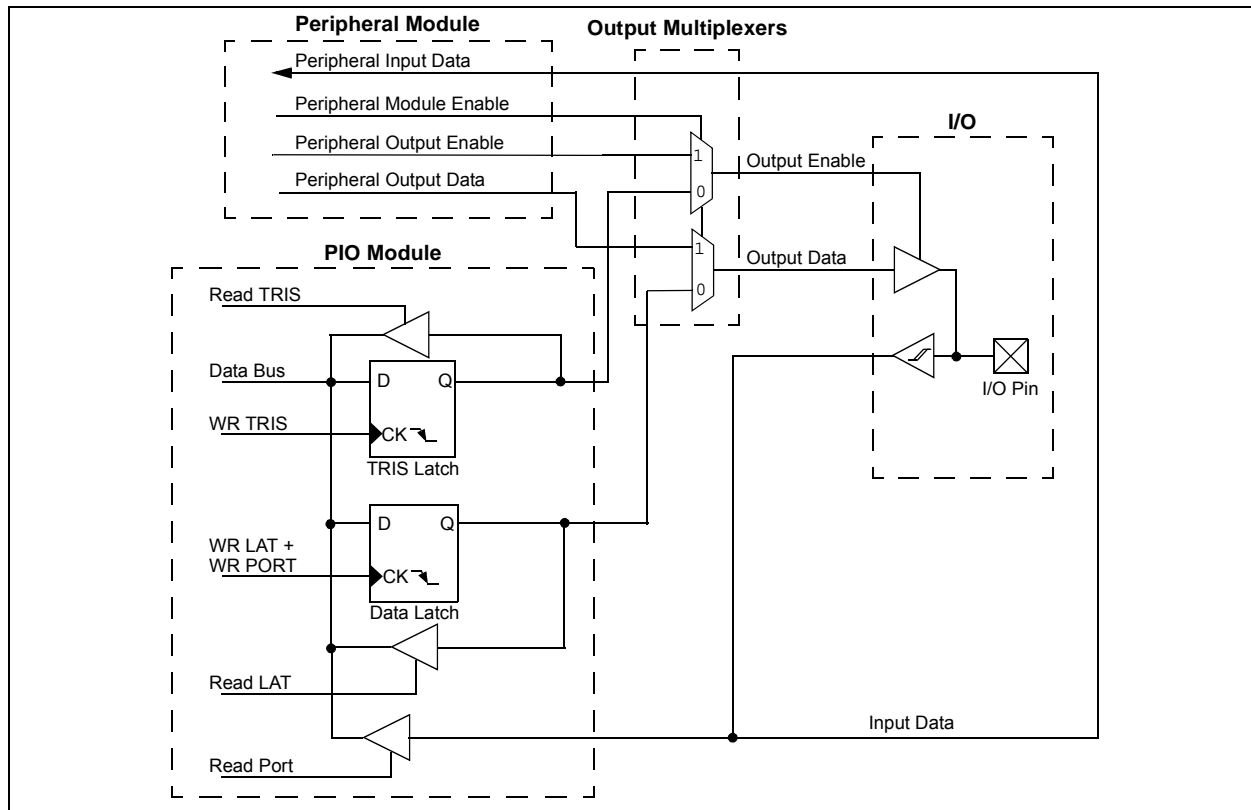 Peripheral Module
Output Multiplexers
Peripheral Input Data
Peripheral Module Enable
Peripheral Output Enable
Peripheral Output Data
I/O
1
0
Output Enable
1
0
Output Data
I/O Pin
PIO Module
Read TRIS
Data Bus
D
Q
WR TRIS
CK
TRIS Latch
D
Q
WR LAT +
WR PORT
CK
Data Latch
Read LAT
Input Data
Read Port